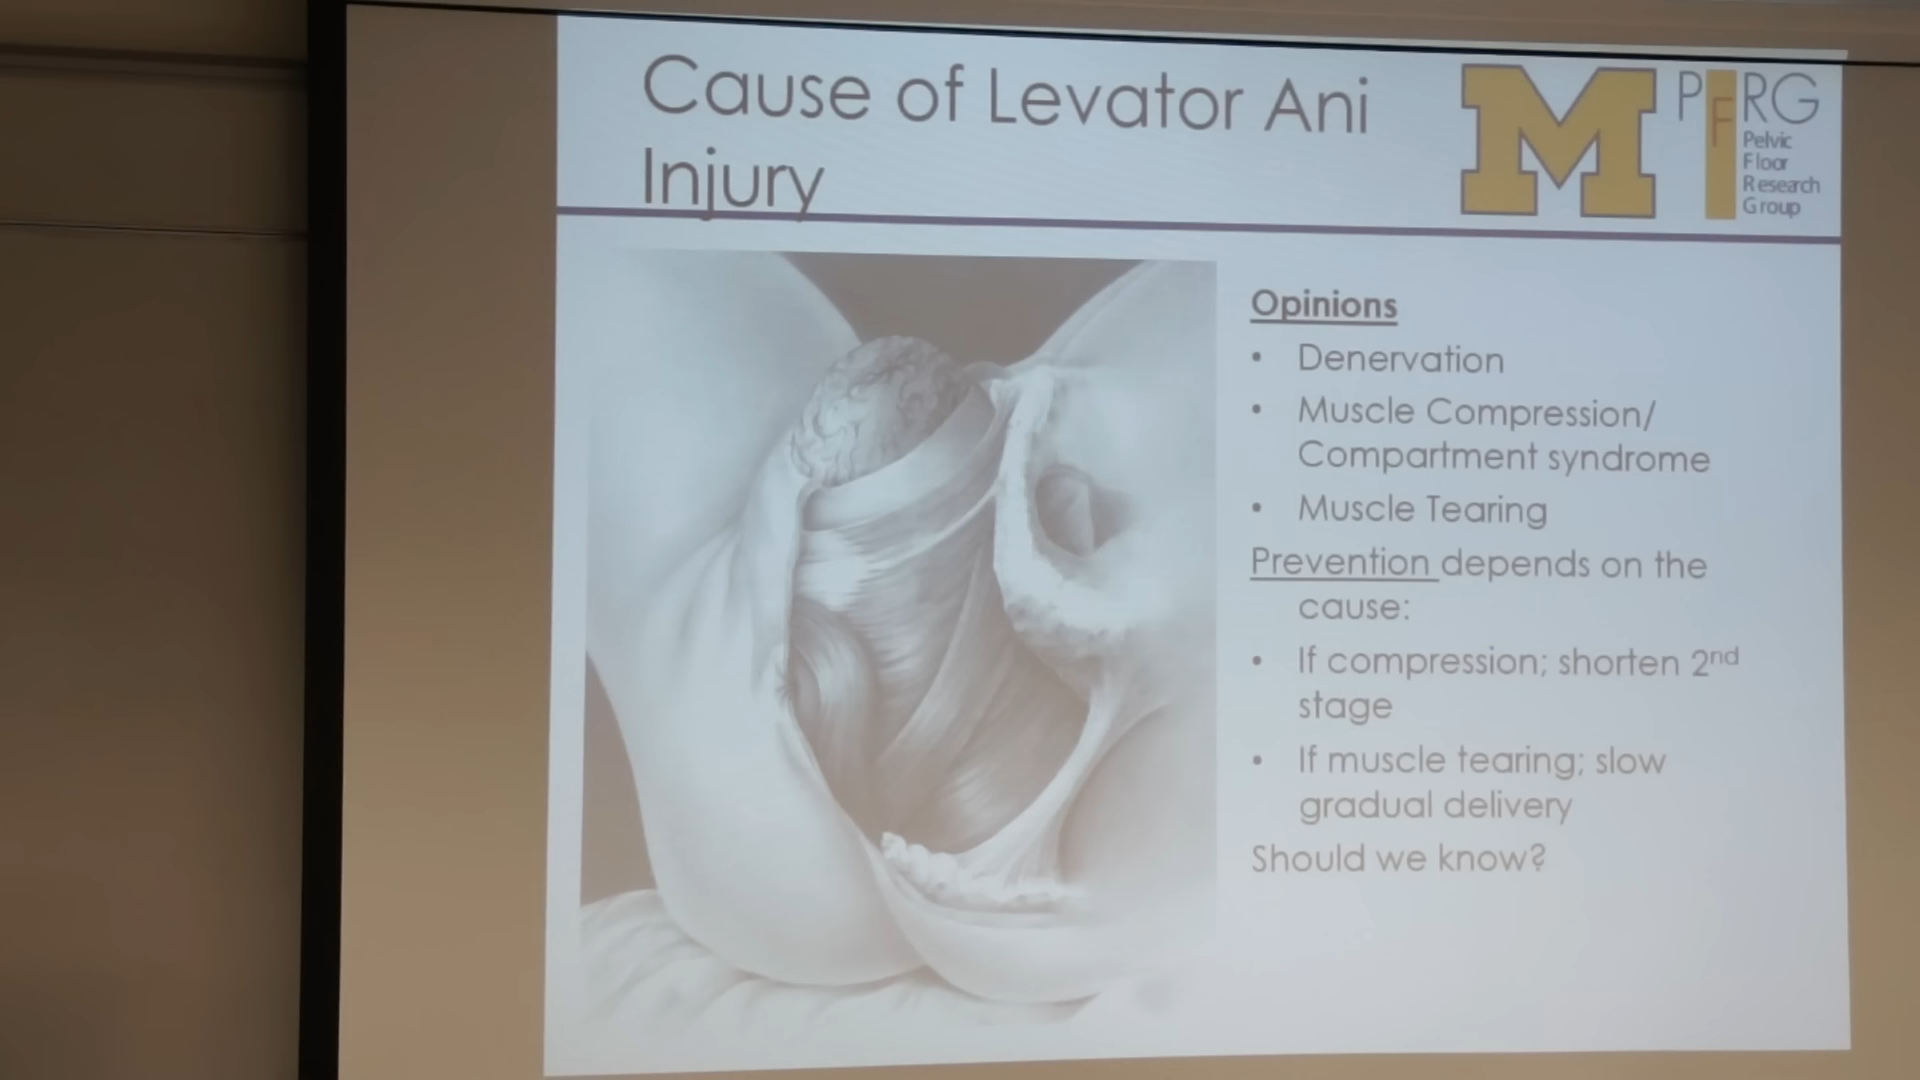 Cause of Levator Ani
Injury
M
PFRG
Pelvic
Floor
Research
Group
Opinions
• Denervation
• Muscle Compression/
Compartment syndrome
• Muscle Tearing
Prevention depends on the
cause:
• If compression; shorten 2nd
stage
• If muscle tearing; slow
gradual delivery
Should we know?